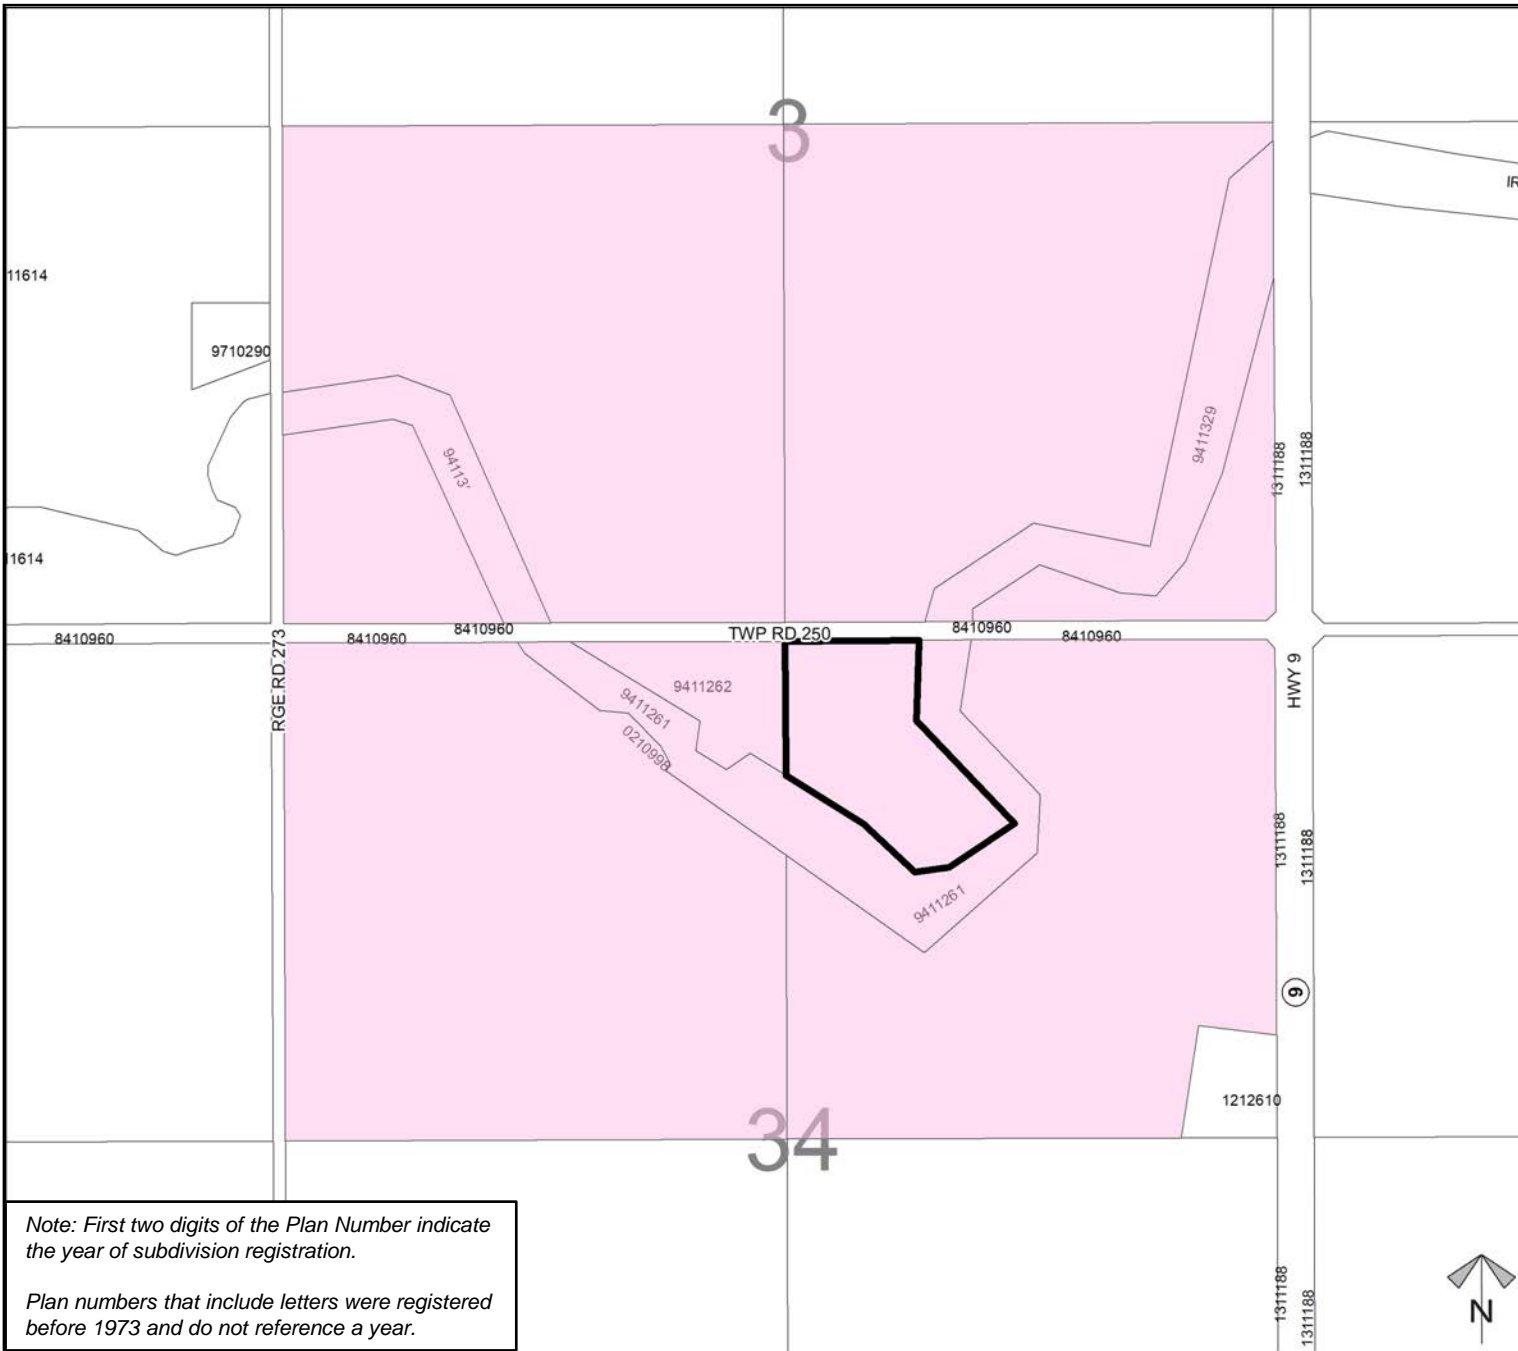 3
IR
11614
9710290
9411329
94113'
1311188
1311188
11614
8410960
8410960
8410960
TWP RD 250
8410960
8410960
RGE RD 273
HWY 9
9411262
9411261
0210998
1311188
1311188
9411261
9
1212610
34
Note: First two digits of the Plan Number indicate
the year of subdivision registration.
Plan numbers that include letters were registered
before 1973 and do not reference a year.
1311188
1311188
N